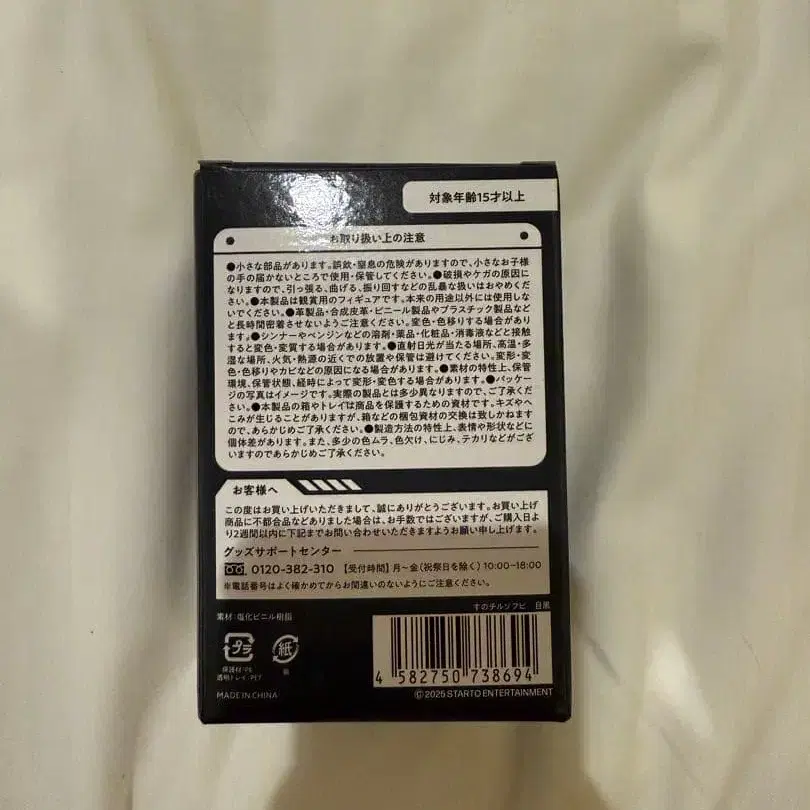 対象年齢15才以上
お取り扱い上の注意
●小さな部品があります。誤飲・窒息の危険がありますので、小さなお子様
の手の届かないところで使用・保管してください。●破損やケガの原因に
なりますので、引っ張る、曲げる、振り回すなどの乱暴な扱いはおやめくだ
さい。●本製品は観賞用のフィギュアです。本来の用途以外には使用しな
いでください。●革製品・合成皮革・ビニール製品やプラスチック製品など
と長時間密着させないようご注意ください。変色・色移りする場合があり
ます。●シンナーやベンジンなどの溶剤・薬品・化粧品・消毒液などと接触
すると変色・変質する場合があります。●直射日光が当たる場所、高温・多
湿な場所、火気・熱源の近くでの放置や保管は避けてください。変形・変
色・色移りやカビなどの原因になる場合があります。●素材の特性上、保管
環境、保管状態、経時によって変形・変色する場合があります。●パッケー
ジの写真はイメージです。実際の製品とは多少異なりますので、ご了承くだ
さい。●本製品の箱やトレイは商品を保護するための資材です。キズやへ
こみが生じることがありますが、箱などの梱包資材の交換は致しかねます
ので、あらかじめご了承ください。●製造方法の特性上、表情や形状などに
個体差があります。また、多少の色ムラ、色欠け、にじみ、テカリなどがござ
いますのであらかじめご了承ください。
お客様へ
この度はお買い上げいただきまして、誠にありがとうございます。お買い上げ
商品に不都合品などありました場合は、お手数ではございますが、ご購入日よ
り2週間以内に下記までお問い合わせいただきますようお願い申し上げます。
グッズサポートセンター
0120-382-310 【受付時間】月〜金(祝祭日を除く)10:00〜18:00
※電話番号はよく確かめてからお間違いのないようにご注意ください。
素材:塩化ビニル樹脂
すのチルソフビ 目黒
プラ
紙
透明トレイ:PET
箱
4 582750 738694
MADE IN CHINA
©2025 STARTO ENTERTAINMENT